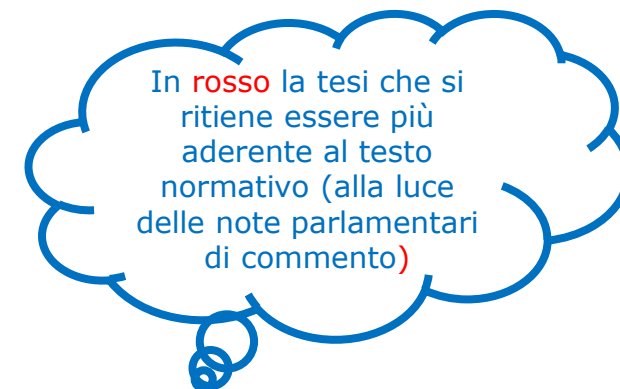 In rosso la tesi che si
ritiene essere più
aderente al testo
normativo (alla luce
delle note parlamentari
di commento)